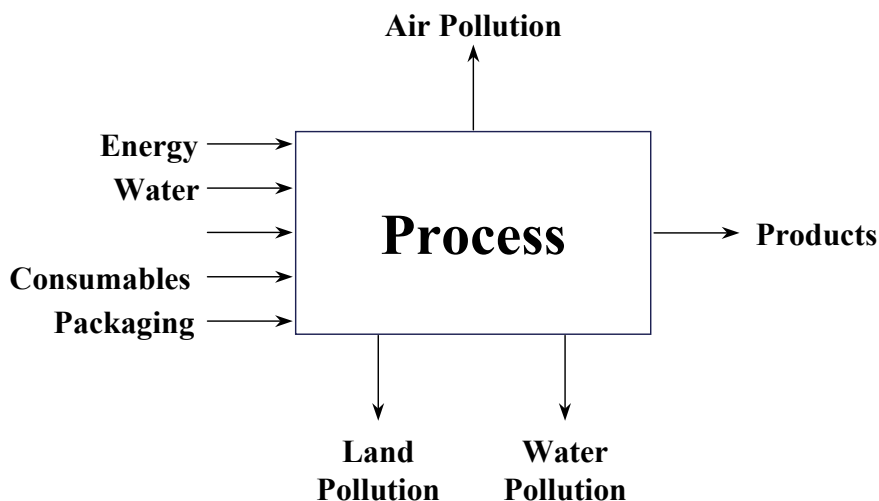 Air Pollution
Energy
Water
Process
Products
Consumables
Packaging
Land
Pollution
Water
Pollution